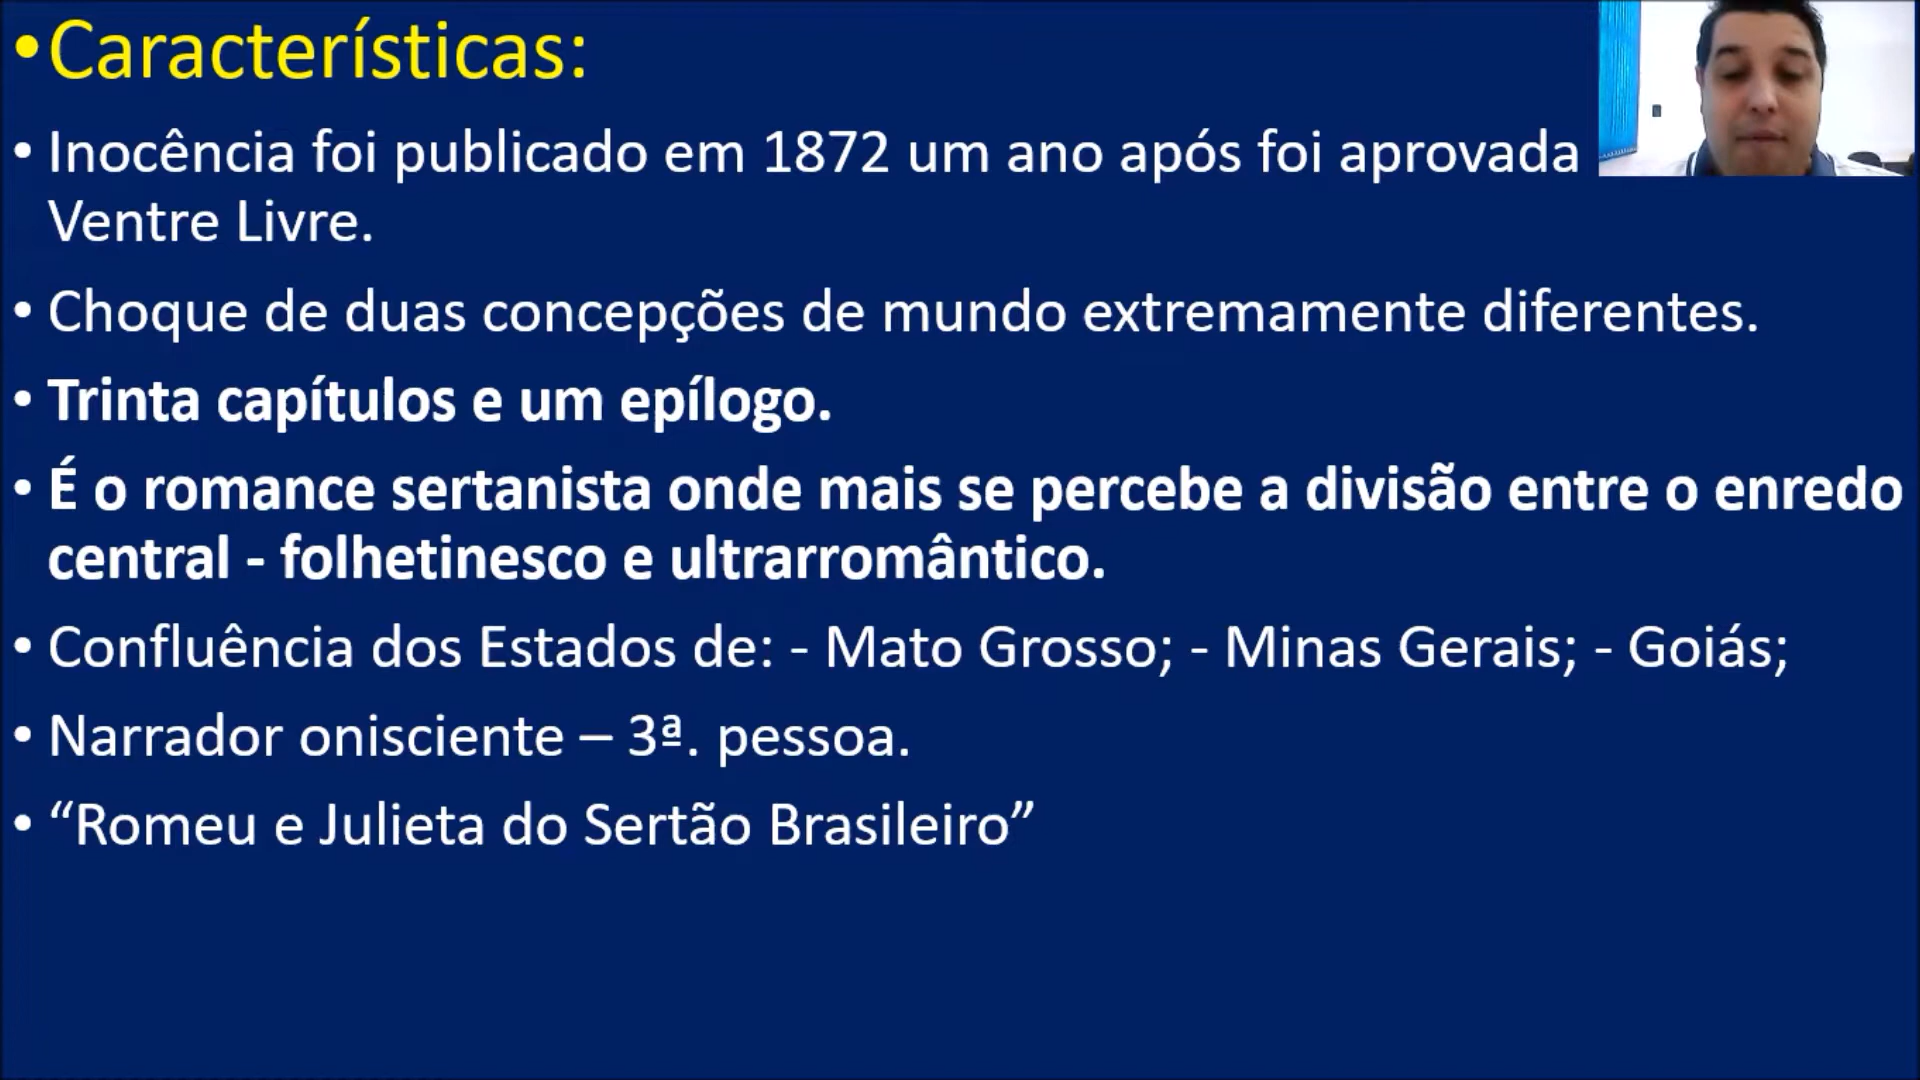 •Características:
• Inocência foi publicado em 1872 um ano após foi aprovada
Ventre Livre.
• Choque de duas concepções de mundo extremamente diferentes.
• Trinta capítulos e um epílogo.
• É o romance sertanista onde mais se percebe a divisão entre o enredo
central - folhetinesco e ultrarromântico.
• Confluência dos Estados de: - Mato Grosso; - Minas Gerais; - Goiás;
• Narrador onisciente – 3ª. pessoa.
• “Romeu e Julieta do Sertão Brasileiro”